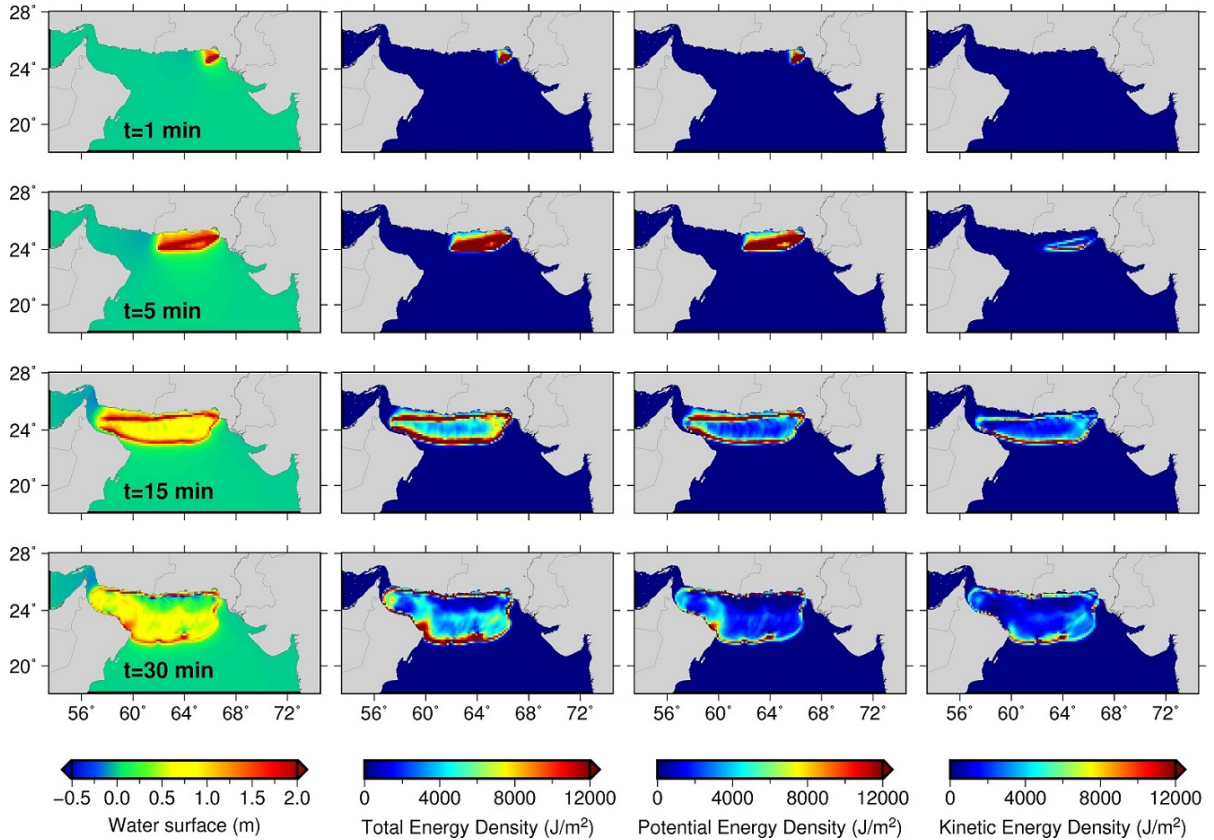 28°
24°
20°
t=1 min
28°
24°
20°
t=5 min
28°
24°
20°
t=15 min
28°
24°
20°
t=30 min
56° 60° 64° 68° 72° 56° 60° 64° 68° 72° 56° 60° 64° 68° 72° 56° 60° 64° 68° 72°
−0.5 0.0 0.5 1.0 1.5 2.0 0 4000 8000 12000 0 4000 8000 12000 0 4000 8000 12000
Water surface (m) Total Energy Density (J/m²) Potential Energy Density (J/m²) Kinetic Energy Density (J/m²)